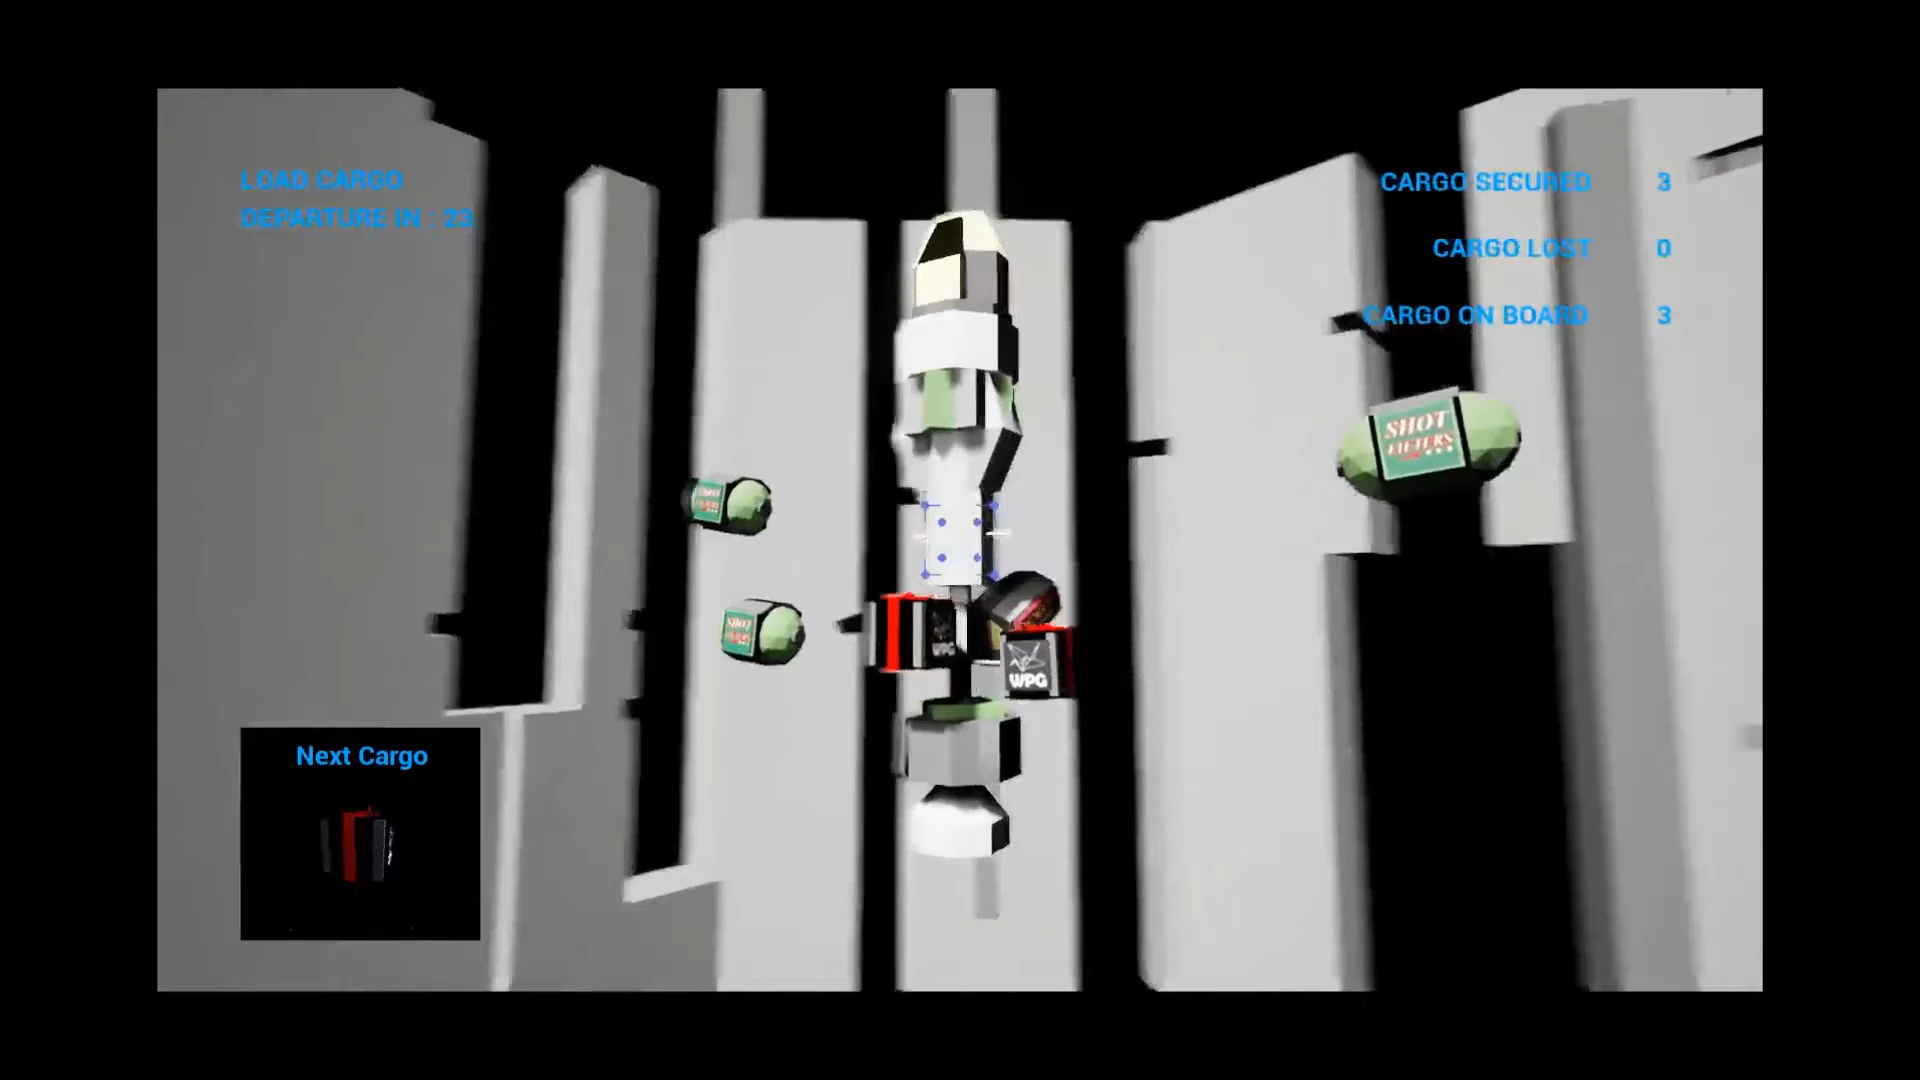 LOAD CARGO
DEPARTURE IN : 23
CARGO SECURED 3
CARGO LOST 0
CARGO ON BOARD 3
SHOT
SHOT
WPG
WPG
Next Cargo